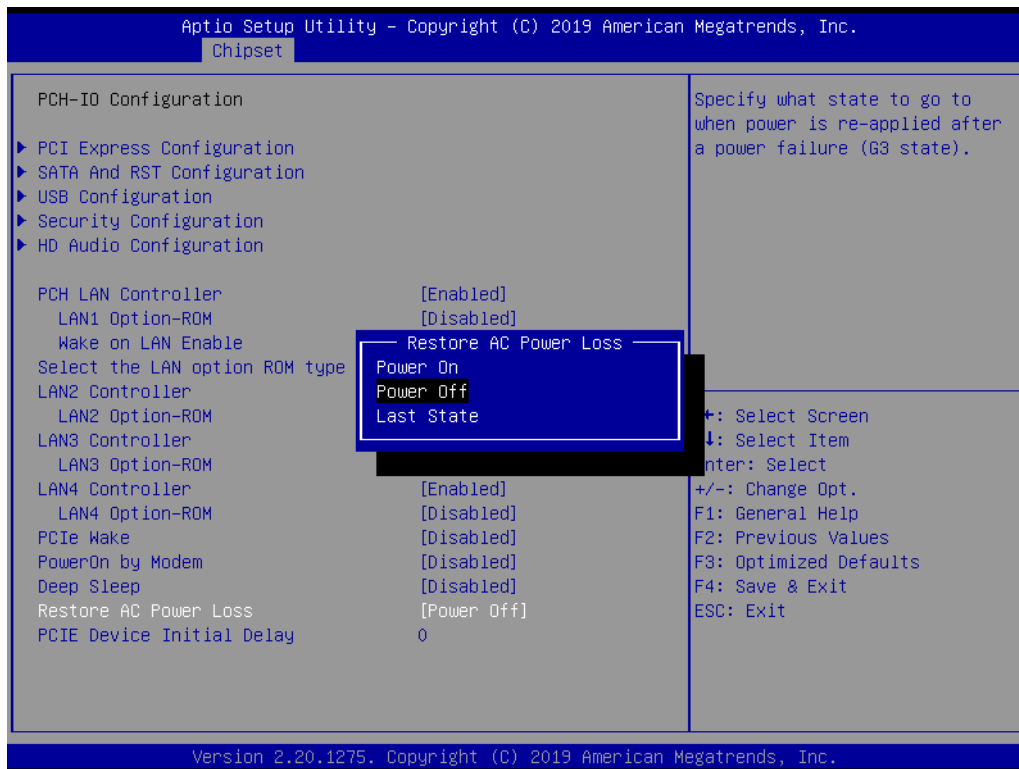 Aptio Setup Utility – Copyright (C) 2019 American Megatrends, Inc.
Chipset
PCH-IO Configuration
PCI Express Configuration
SATA And RST Configuration
USB Configuration
Security Configuration
HD Audio Configuration
PCH LAN Controller [Enabled]
LAN1 Option-ROM [Disabled]
Wake on LAN Enable
Select the LAN option ROM type
LAN2 Controller
LAN2 Option-ROM
LAN3 Controller
LAN3 Option-ROM
LAN4 Controller [Enabled]
LAN4 Option-ROM [Disabled]
PCIe Wake [Disabled]
PowerOn by Modem [Disabled]
Deep Sleep [Disabled]
Restore AC Power Loss [Power Off]
PCIE Device Initial Delay 0
Restore AC Power Loss
Power On
Power Off
Last State
Specify what state to go to
when power is re-applied after
a power failure (G3 state).
: Select Screen
: Select Item
nter: Select
+/-: Change Opt.
F1: General Help
F2: Previous Values
F3: Optimized Defaults
F4: Save & Exit
ESC: Exit
Version 2.20.1275. Copyright (C) 2019 American Megatrends, Inc.